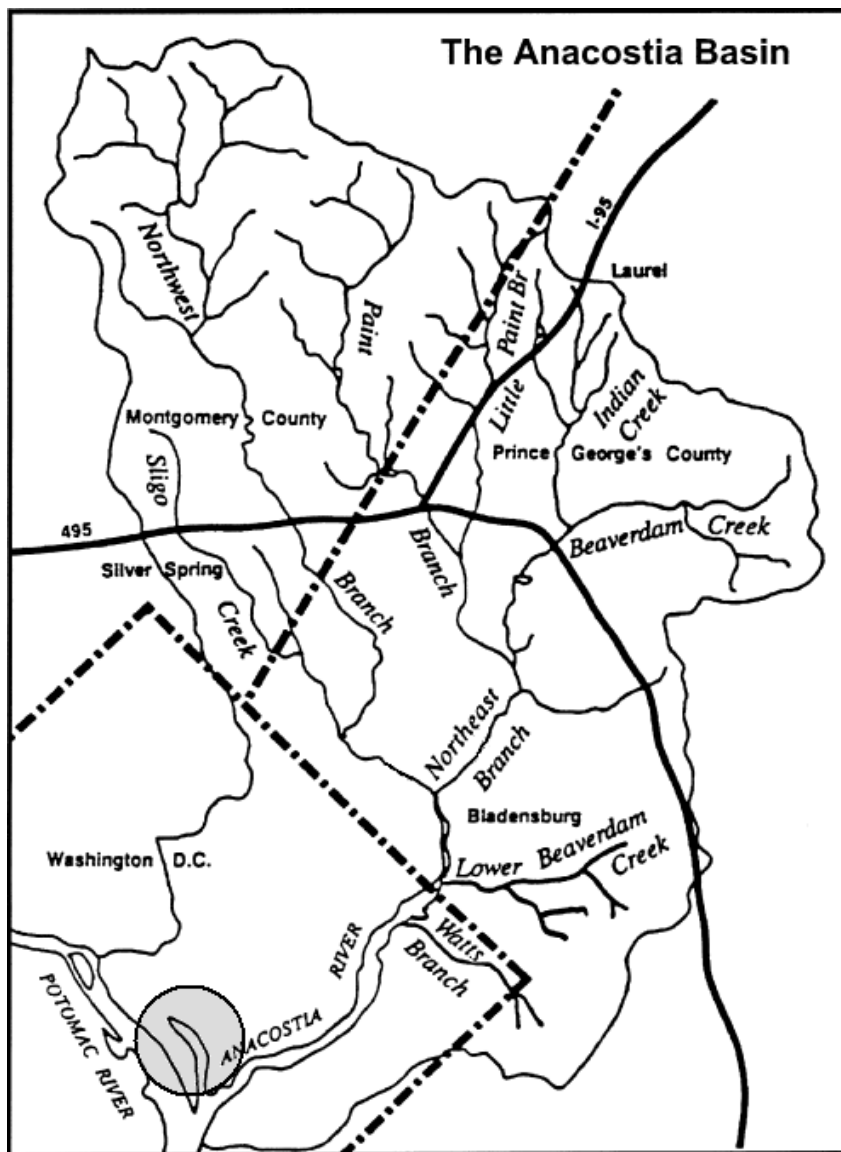 The Anacostia Basin
I-95
Laurel
Northwest
Paint
Paint Br
Little
Indian
Creek
Montgomery County
Prince George's County
Sligo
495
Beaverdam Creek
Silver Spring
Branch
Branch
Creek
Northeast
Branch
Bladensburg
Washington D.C.
Lower Beaverdam
Creek
Watts
Branch
RIVER
ANACOSTIA
POTOMAC
RIVER